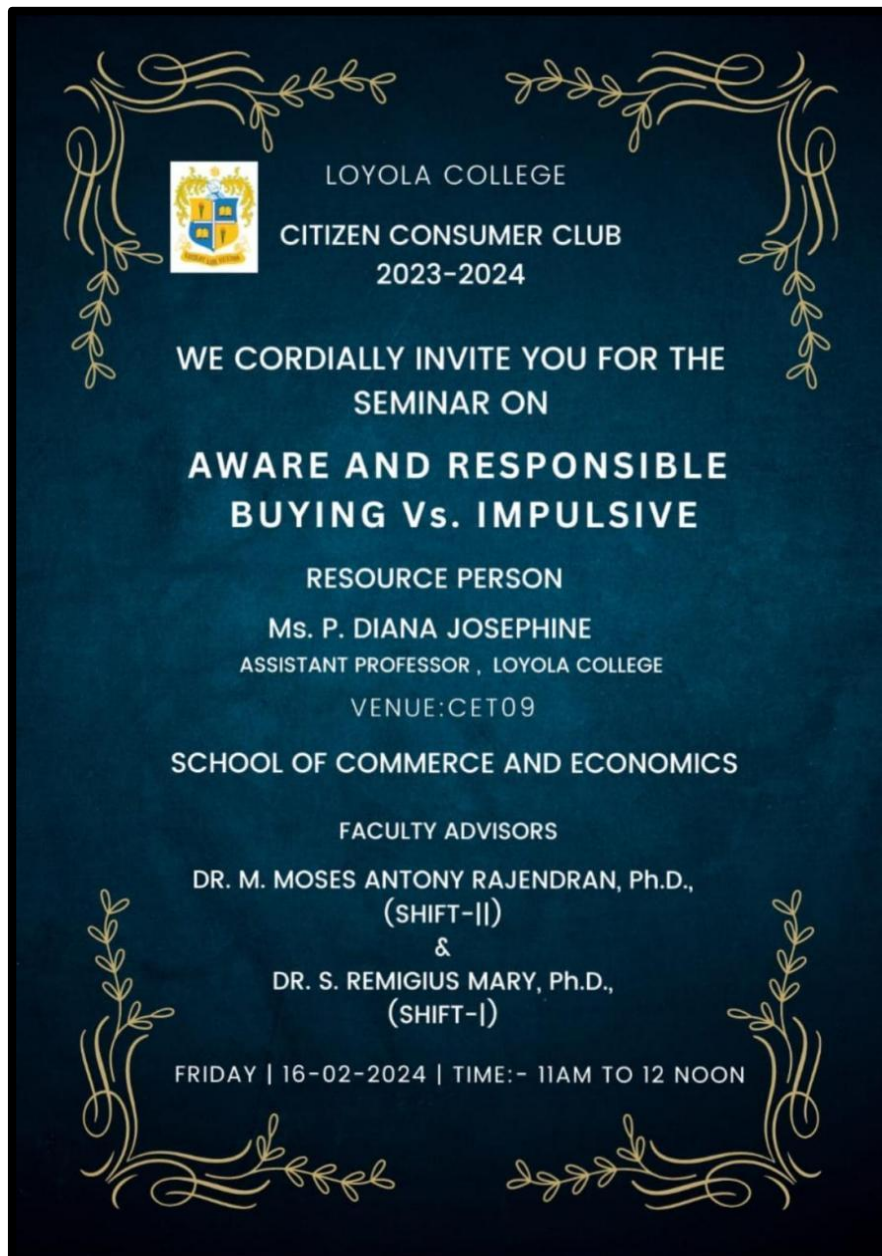 LOYOLA COLLEGE
CITIZEN CONSUMER CLUB
2023-2024
WE CORDIALLY INVITE YOU FOR THE
SEMINAR ON
AWARE AND RESPONSIBLE
BUYING Vs. IMPULSIVE
RESOURCE PERSON
Ms. P. DIANA JOSEPHINE
ASSISTANT PROFESSOR , LOYOLA COLLEGE
VENUE:CET09
SCHOOL OF COMMERCE AND ECONOMICS
FACULTY ADVISORS
DR. M. MOSES ANTONY RAJENDRAN, Ph.D.,
(SHIFT-II)
&
DR. S. REMIGIUS MARY, Ph.D.,
(SHIFT-I)
FRIDAY | 16-02-2024 | TIME:- 11AM TO 12 NOON